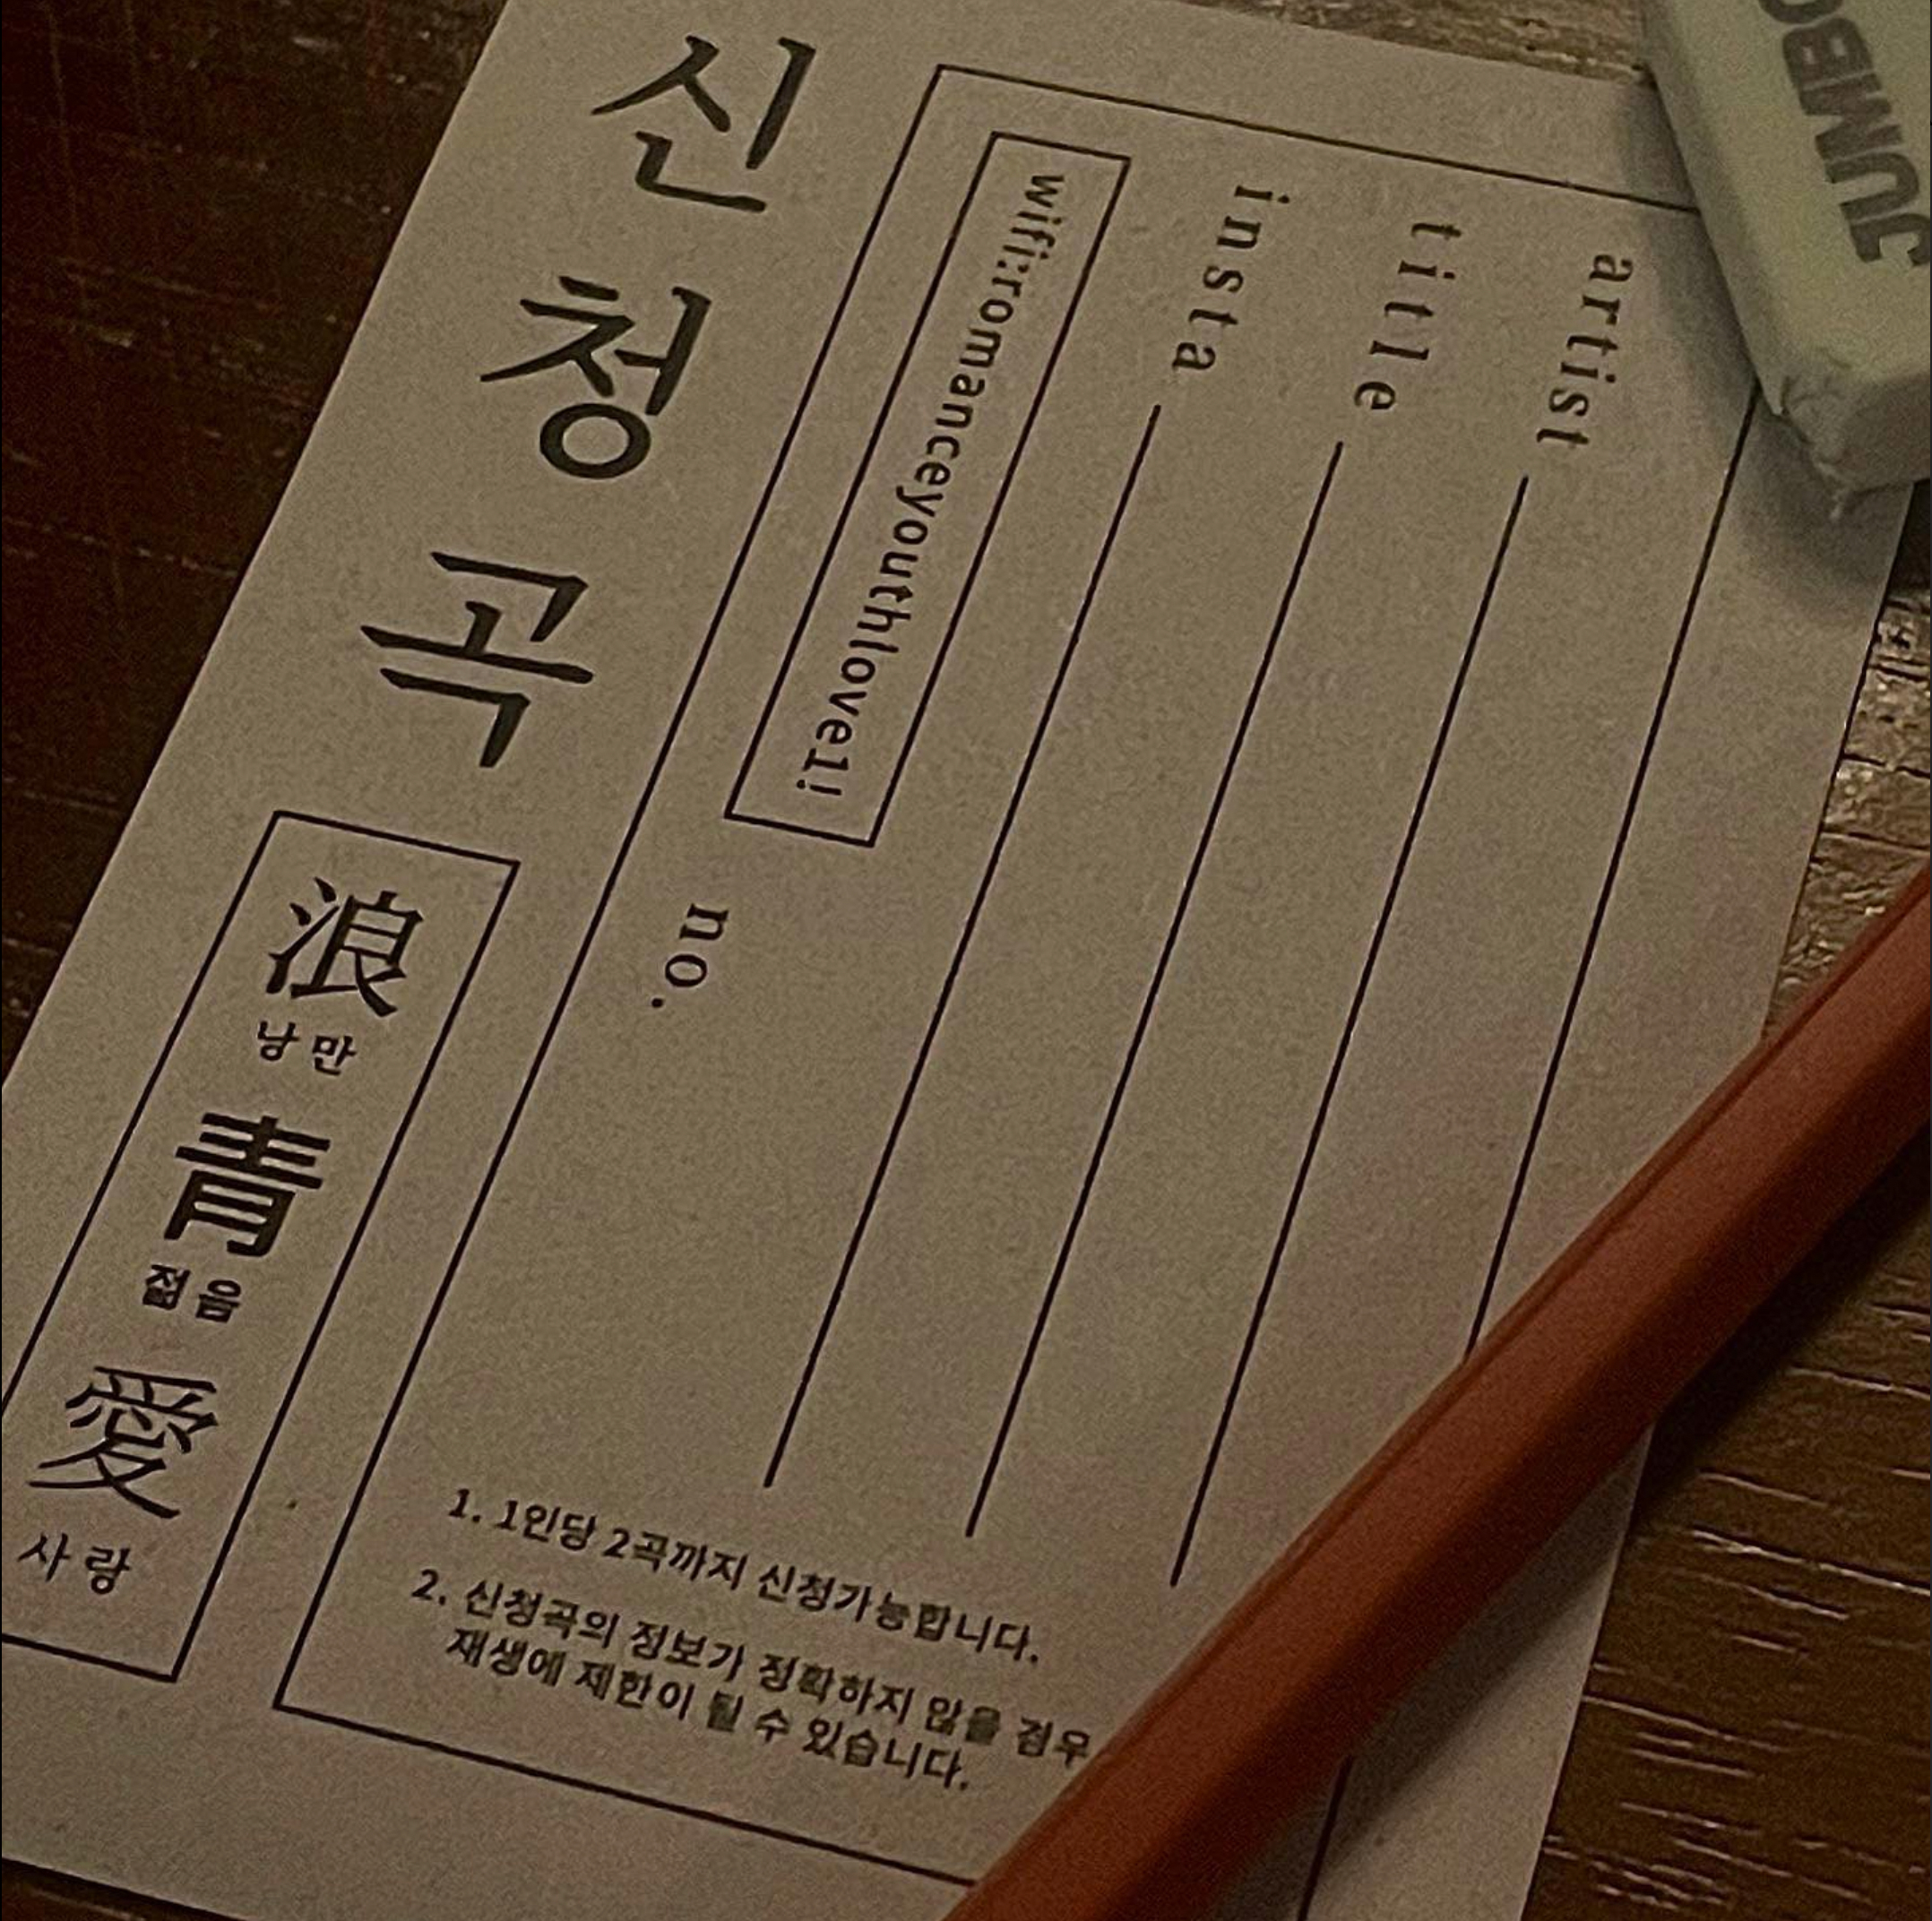 신청곡
浪
낭만
青
젊음
愛
사랑
artist
title
insta
wifi:romanceyouthlove1!
no.
1. 1인당 2곡까지 신청가능합니다.
2. 신청곡의 정보가 정확하지 않을 경우
재생에 제한이 될 수 있습니다.
JUMBO